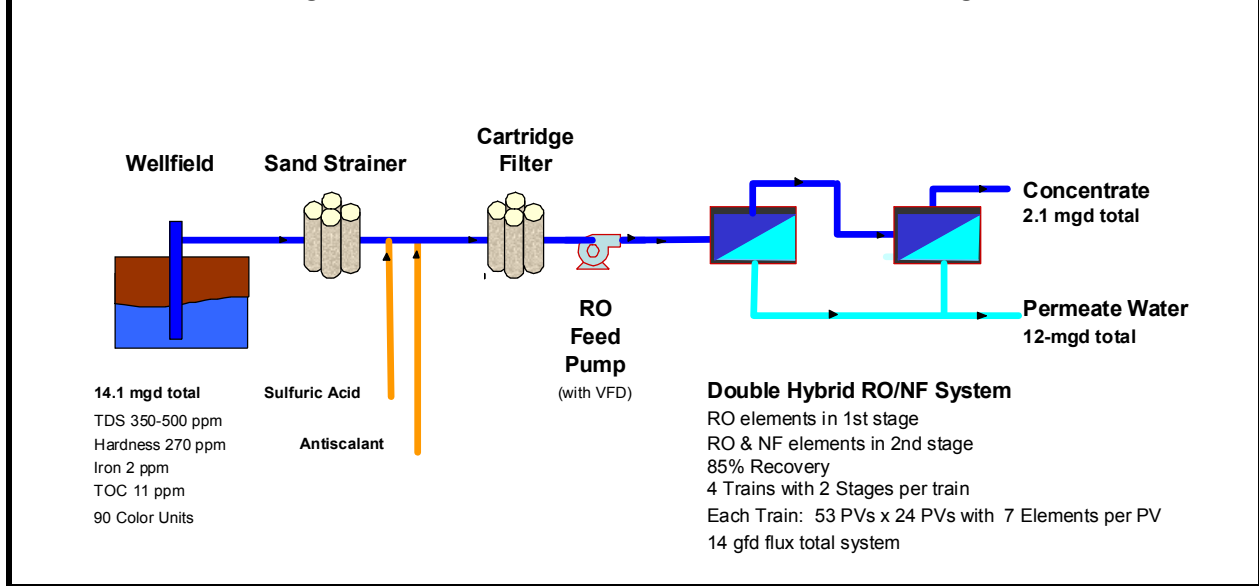 Wellfield
Sand Strainer
Cartridge
Filter
Concentrate
2.1 mgd total
Permeate Water
12-mgd total
RO
Feed
Pump
(with VFD)
14.1 mgd total
TDS 350-500 ppm
Hardness 270 ppm
Iron 2 ppm
TOC 11 ppm
90 Color Units
Sulfuric Acid
Antiscalant
Double Hybrid RO/NF System
RO elements in 1st stage
RO & NF elements in 2nd stage
85% Recovery
4 Trains with 2 Stages per train
Each Train: 53 PVs x 24 PVs with 7 Elements per PV
14 gfd flux total system